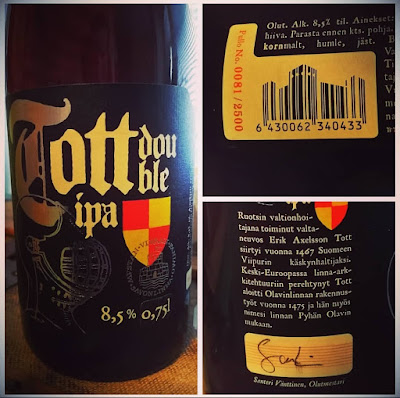 Tott
dou
ble
ipa
8,5% 0,75l
Pullo No. 0081 / 2500
Olut. Alk. 8,5% til. Ainekset
hiiva. Parasta ennen kts. pohja.
kornmalt, humle, jäst.
6 430062 340433
ipa
Ruotsin valtionhoi-
tajana toiminut valta-
neuvos Erik Axelsson Tott
siirtyi vuonna 1467 Suomeen
Viipurin käskynhaltijaksi.
Keski-Euroopassa linna-ark-
kitehtuuriin perehtynyt Tott
aloitti Olavinlinnan rakennus-
työt vuonna 1475 ja hän myös
nimesi linnan Pyhän Olavin
mukaan.
Santeri Vänttinen, Olutmestari